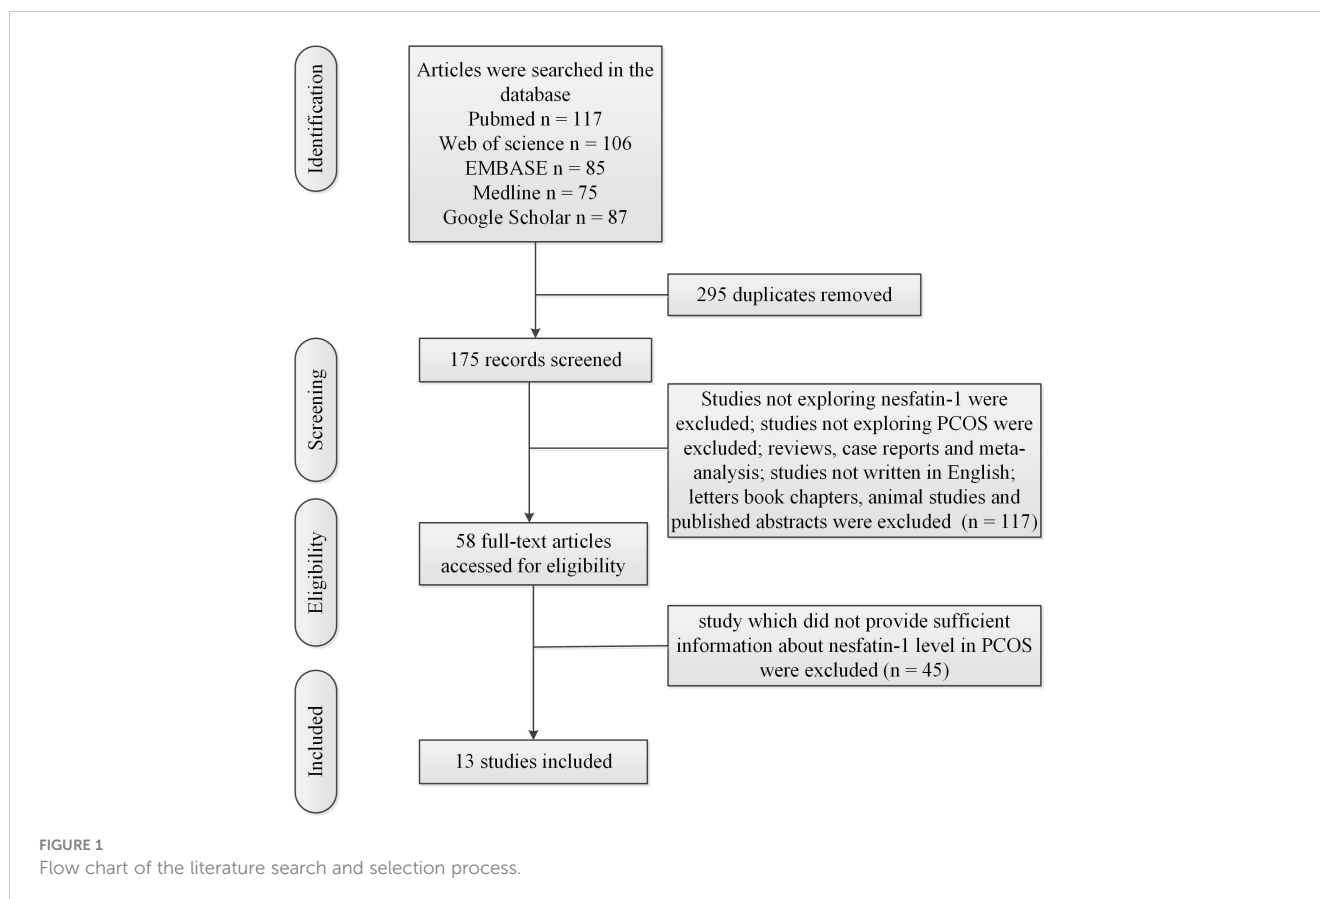 Identification
Articles were searched in the
database
Pubmed n = 117
Web of science n = 106
EMBASE n = 85
Medline n = 75
Google Scholar n = 87
295 duplicates removed
Screening
175 records screened
Studies not exploring nesfatin-1 were
excluded; studies not exploring PCOS were
excluded; reviews, case reports and meta-
analysis; studies not written in English;
letters book chapters, animal studies and
published abstracts were excluded (n = 117)
Eligibility
58 full-text articles
accessed for eligibility
study which did not provide sufficient
information about nesfatin-1 level in PCOS
were excluded (n = 45)
Included
13 studies included
FIGURE 1
Flow chart of the literature search and selection process.